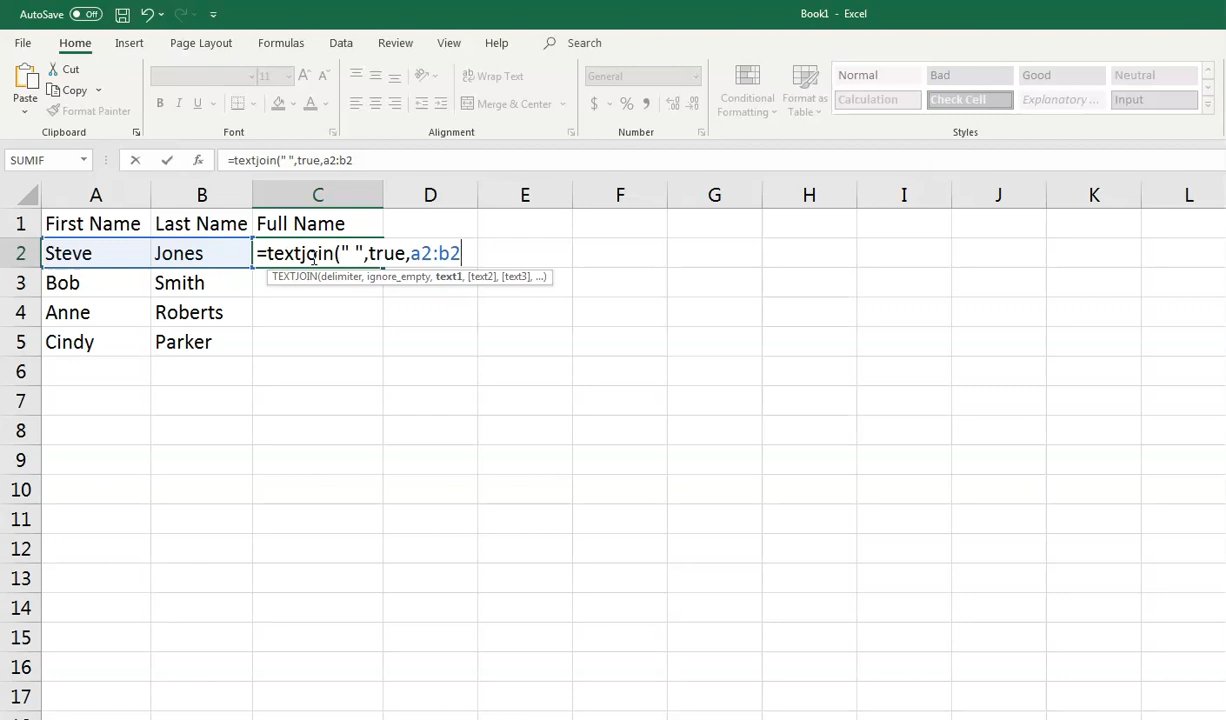 AutoSave Off Book1 - Excel
File Home Insert Page Layout Formulas Data Review View Help Search
Paste Cut Copy Format Painter
11
Wrap Text
Merge & Center
General
Conditional Formatting
Format as Table
Normal Bad Good Neutral
Calculation Check Cell Explanatory ... Input
Clipboard Font Alignment Number Styles
SUMIF =textjoin(" ",true,a2:b2
A B C D E F G H I J K L
1 First Name Last Name Full Name
2 Steve Jones =textjoin(" ",true,a2:b2
TEXTJOIN(delimiter, ignore_empty, text1, [text2], [text3], ...)
3 Bob Smith
4 Anne Roberts
5 Cindy Parker
6
7
8
9
10
11
12
13
14
15
16
17